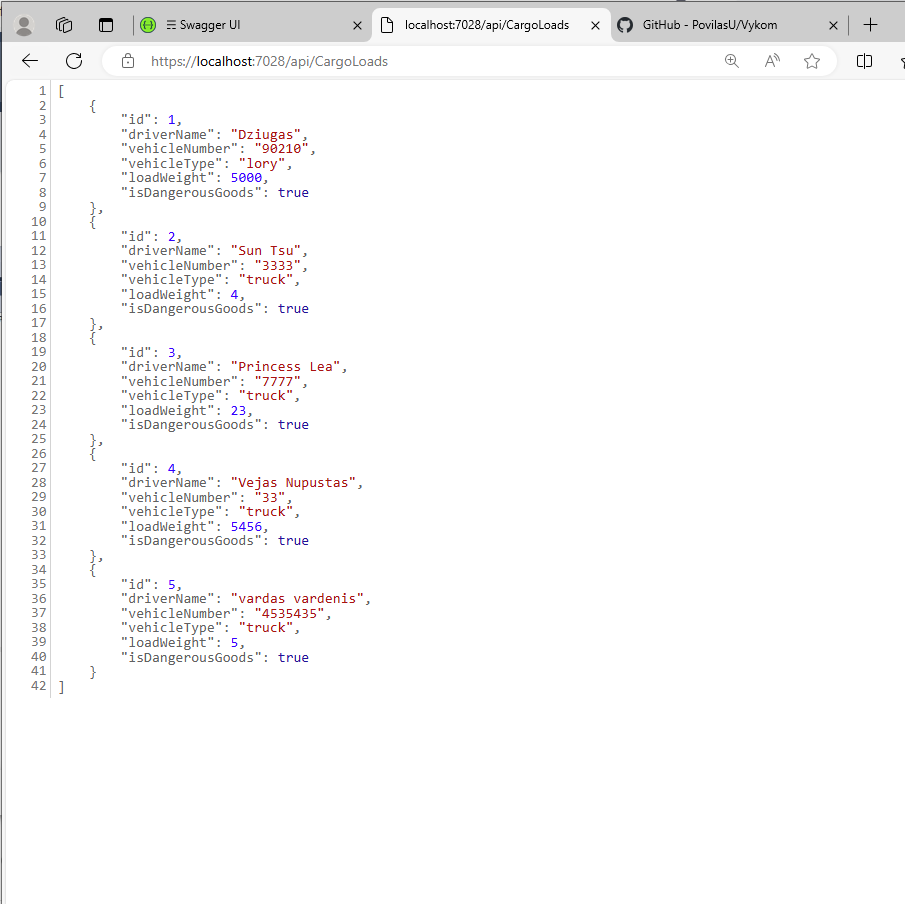 Swagger UI
localhost:7028/api/CargoLoads
GitHub - PovilasU/Vykom
https://localhost:7028/api/CargoLoads
1 [
2 {
3 "id": 1,
4 "driverName": "Dziugas",
5 "vehicleNumber": "90210",
6 "vehicleType": "lory",
7 "loadWeight": 5000,
8 "isDangerousGoods": true
9 },
10 {
11 "id": 2,
12 "driverName": "Sun Tsu",
13 "vehicleNumber": "3333",
14 "vehicleType": "truck",
15 "loadWeight": 4,
16 "isDangerousGoods": true
17 },
18 {
19 "id": 3,
20 "driverName": "Princess Lea",
21 "vehicleNumber": "7777",
22 "vehicleType": "truck",
23 "loadWeight": 23,
24 "isDangerousGoods": true
25 },
26 {
27 "id": 4,
28 "driverName": "Vejas Nupustas",
29 "vehicleNumber": "33",
30 "vehicleType": "truck",
31 "loadWeight": 5456,
32 "isDangerousGoods": true
33 },
34 {
35 "id": 5,
36 "driverName": "vardas vardenis",
37 "vehicleNumber": "4535435",
38 "vehicleType": "truck",
39 "loadWeight": 5,
40 "isDangerousGoods": true
41 }
42 ]